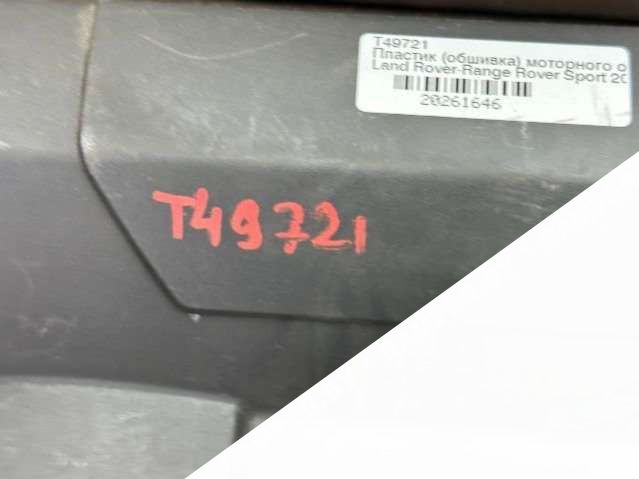 T49721
Пластик (обшивка) моторного о
Land Rover-Range Rover Sport 20
20261646
T49721